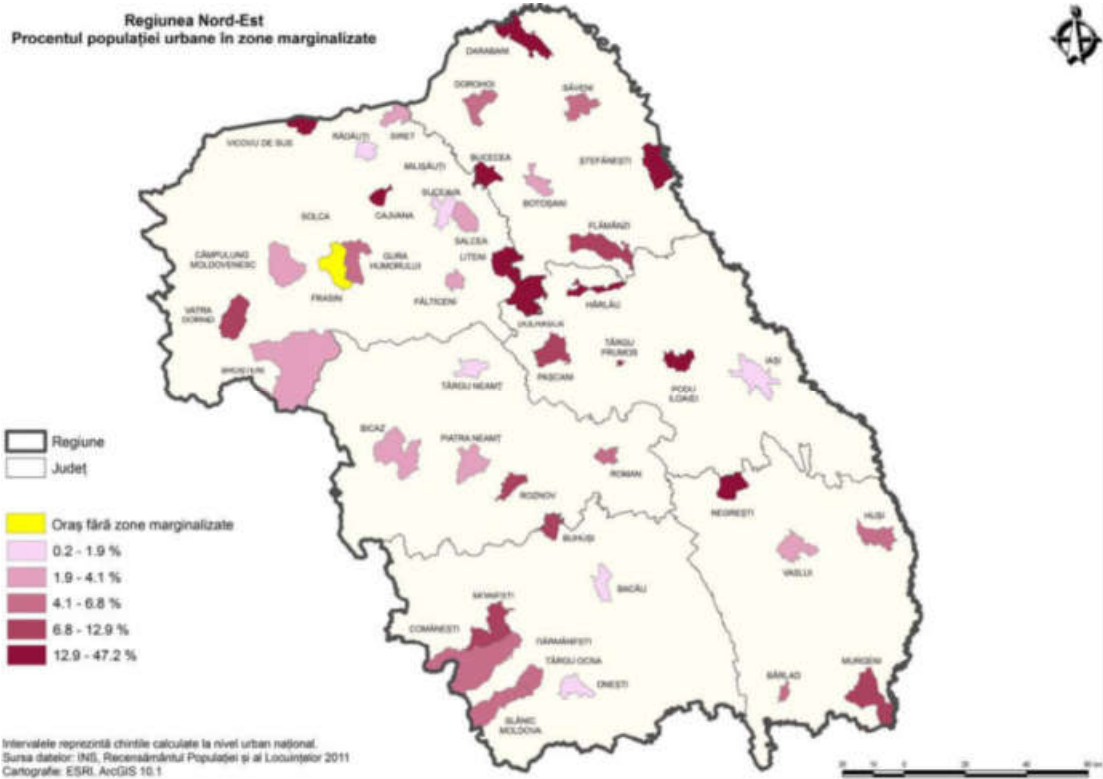 Regiunea Nord-Est
Procentul populației urbane în zone marginalizate
DARABANI
DOROHOI
SĂVENI
VICOVU DE SUS
RĂDĂUȚI
SIRET
MILIȘĂUȚI
BUCECEA
ȘTEFĂNEȘTI
SUCEAVA
BOTOȘANI
CAJVANA
SOLCA
SALCEA
FLĂMÂNZI
CÂMPULUNG
MOLDOVENESC
GURA
HUMORULUI
LITENI
FRASIN
FĂLTICENI
HÂRLĂU
VATRA
DORNEI
DOLHASCA
TÂRGU
FRUMOS
IAȘI
BROȘTENI
TÂRGU NEAMȚ
PAȘCANI
PODU
ILOAIEI
BICAZ
PIATRA NEAMȚ
ROMAN
ROZNOV
NEGREȘTI
HUȘI
BUHUȘI
VASLUI
BACĂU
MOINEȘTI
COMĂNEȘTI
DĂRMĂNEȘTI
TÂRGU OCNA
ONEȘTI
BÂRLAD
MURGENI
SLĂNIC
MOLDOVA
Regiune
Județ
Oraș fără zone marginalizate
0.2 - 1.9 %
1.9 - 4.1 %
4.1 - 6.8 %
6.8 - 12.9 %
12.9 - 47.2 %
Intervalele reprezintă chintile calculate la nivel urban național.
Sursa datelor: INS, Recensământul Populației și al Locuințelor 2011
Cartografie: ESRI, ArcGIS 10.1